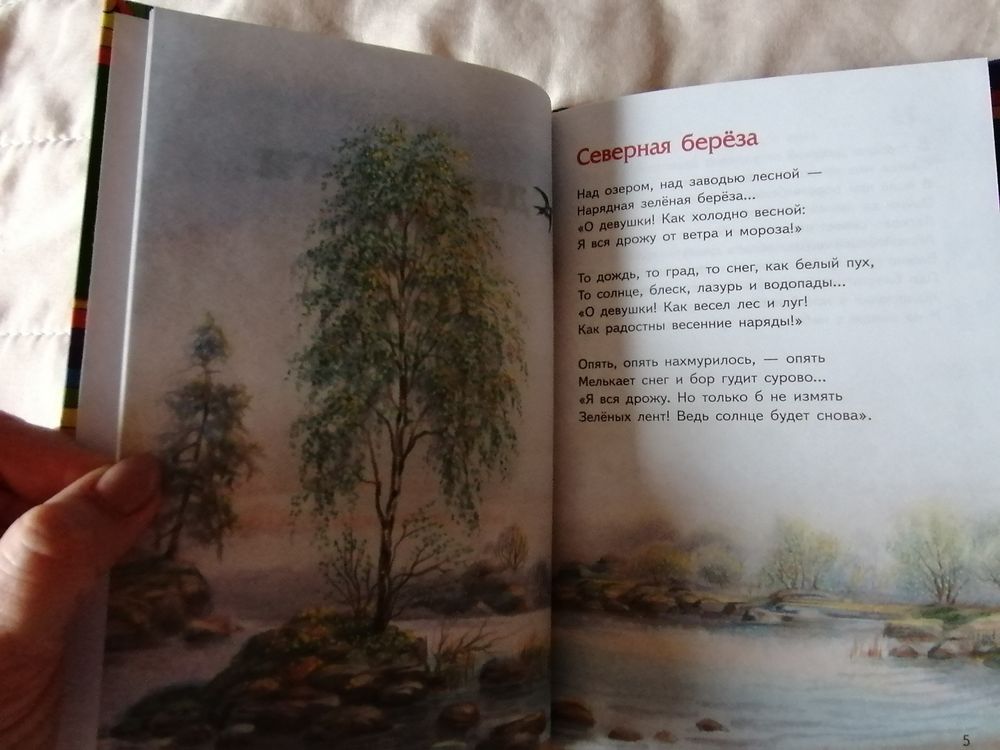 Северная берёза
Над озером, над заводью лесной —
Нарядная зелёная берёза...
«О девушки! Как холодно весной:
Я вся дрожу от ветра и мороза!»
То дождь, то град, то снег, как белый пух,
То солнце, блеск, лазурь и водопады...
«О девушки! Как весел лес и луг!
Как радостны весенние наряды!»
Опять, опять нахмурилось, — опять
Мелькает снег и бор гудит сурово...
«Я вся дрожу. Но только б не измять
Зелёных лент! Ведь солнце будет снова».
5